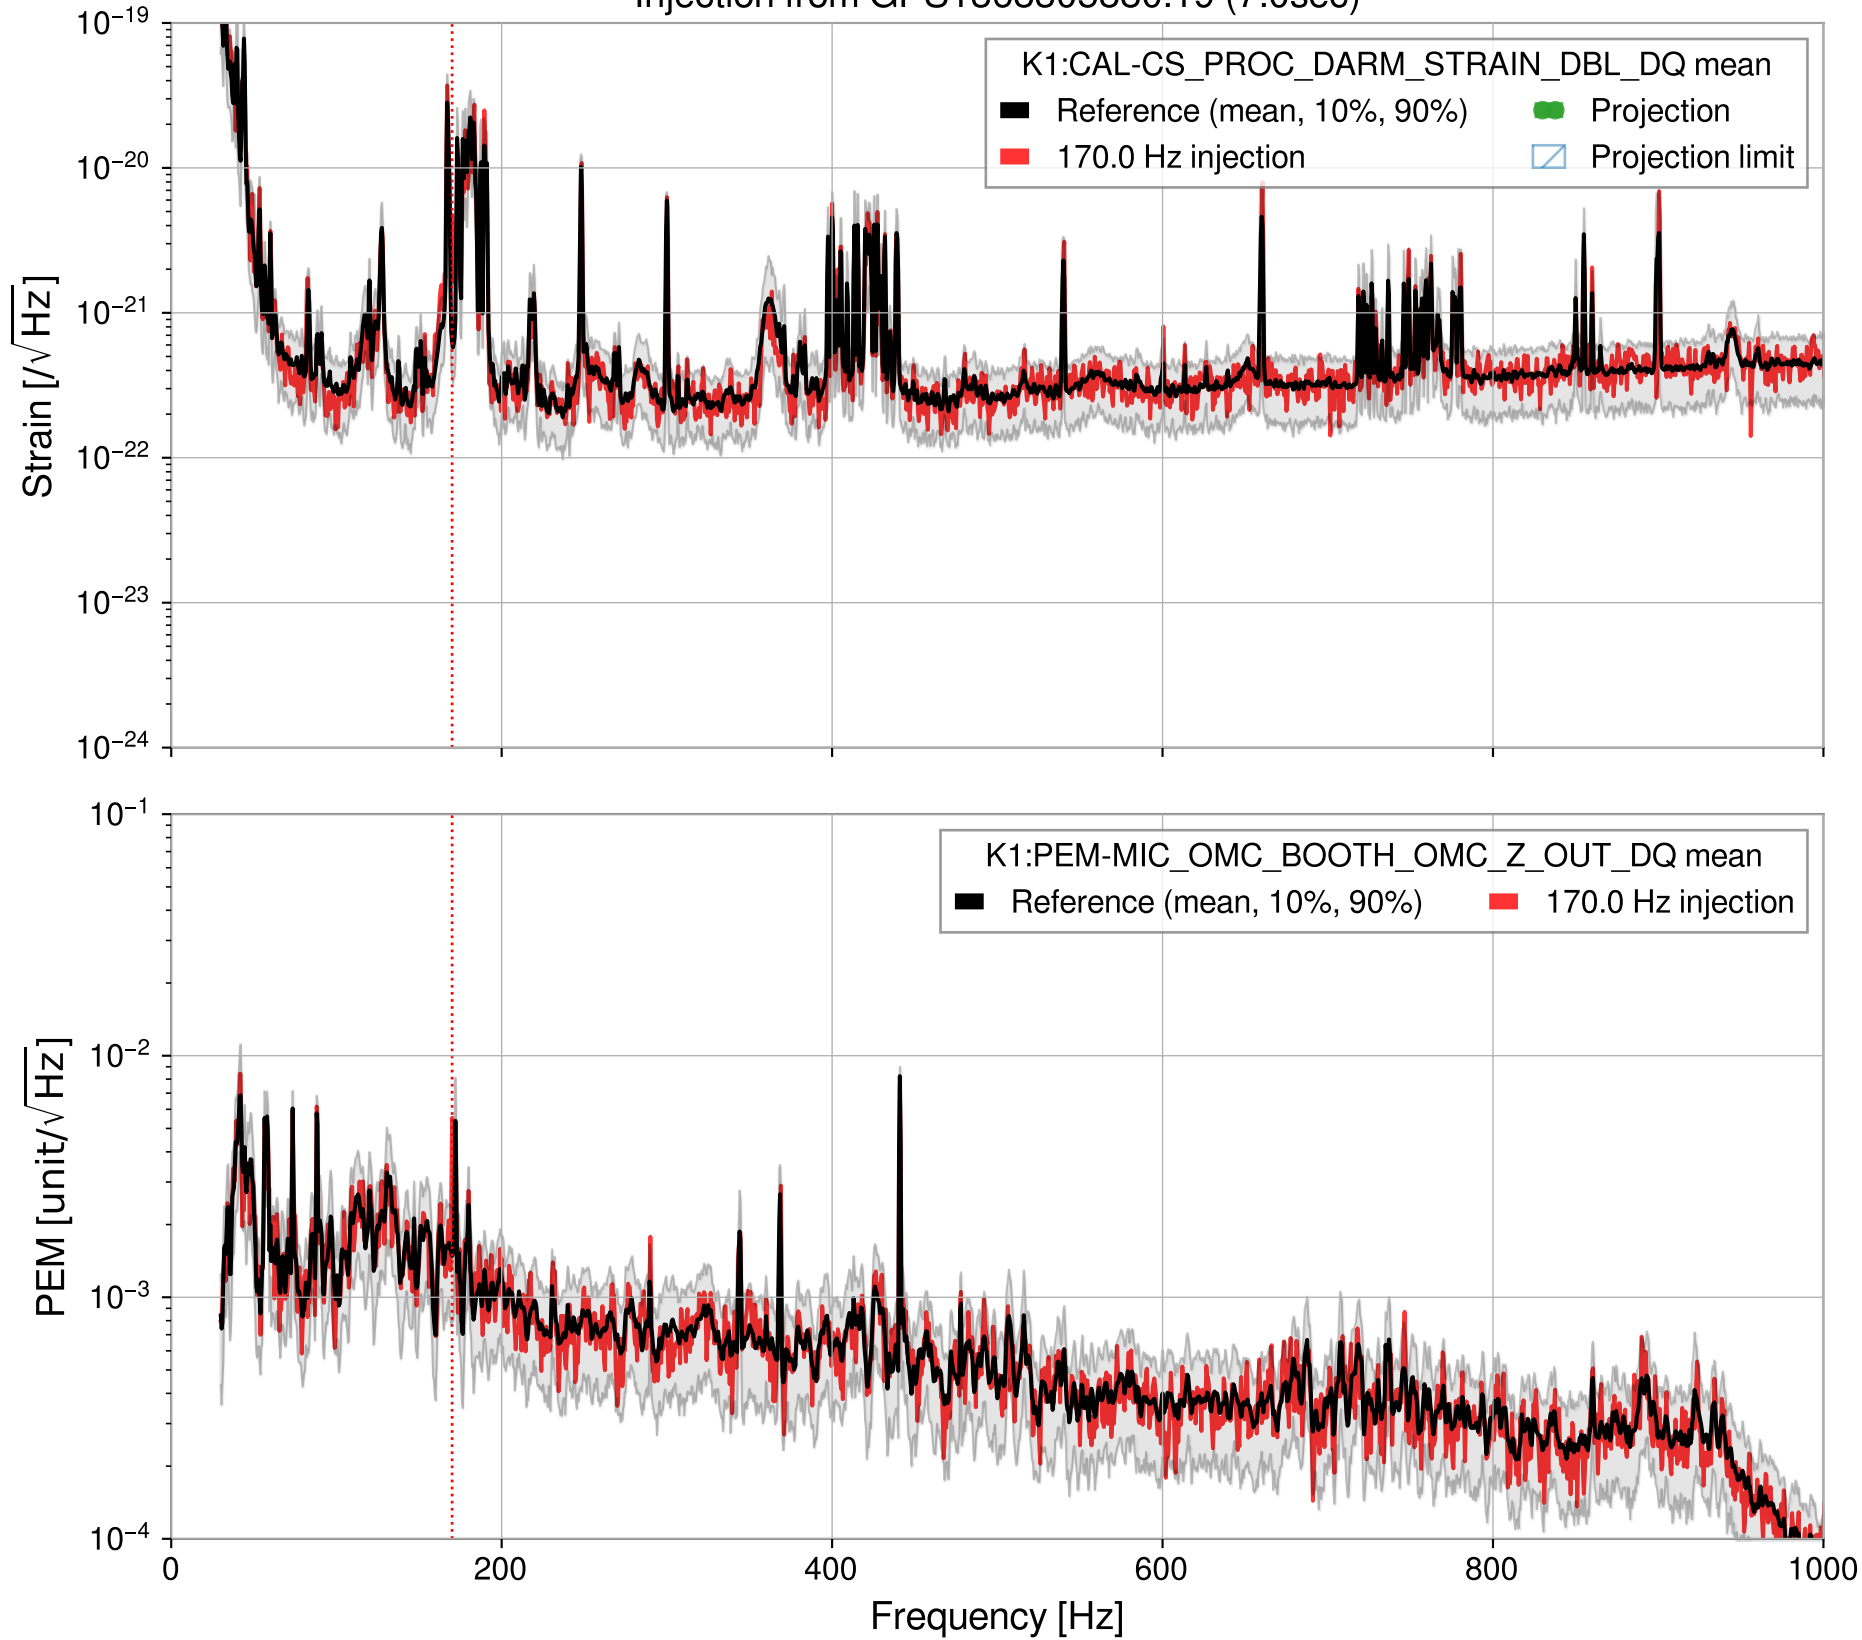 10⁻¹⁹
K1:CAL-CS_PROC_DARM_STRAIN_DBL_DQ mean
Reference (mean, 10%, 90%) Projection
170.0 Hz injection Projection limit
10⁻²⁰
10⁻²¹
10⁻²²
10⁻²³
10⁻²⁴
Strain [/√Hz]
10⁻¹
K1:PEM-MIC_OMC_BOOTH_OMC_Z_OUT_DQ mean
Reference (mean, 10%, 90%) 170.0 Hz injection
10⁻²
10⁻³
10⁻⁴
PEM [unit/√Hz]
0 200 400 600 800 1000
Frequency [Hz]